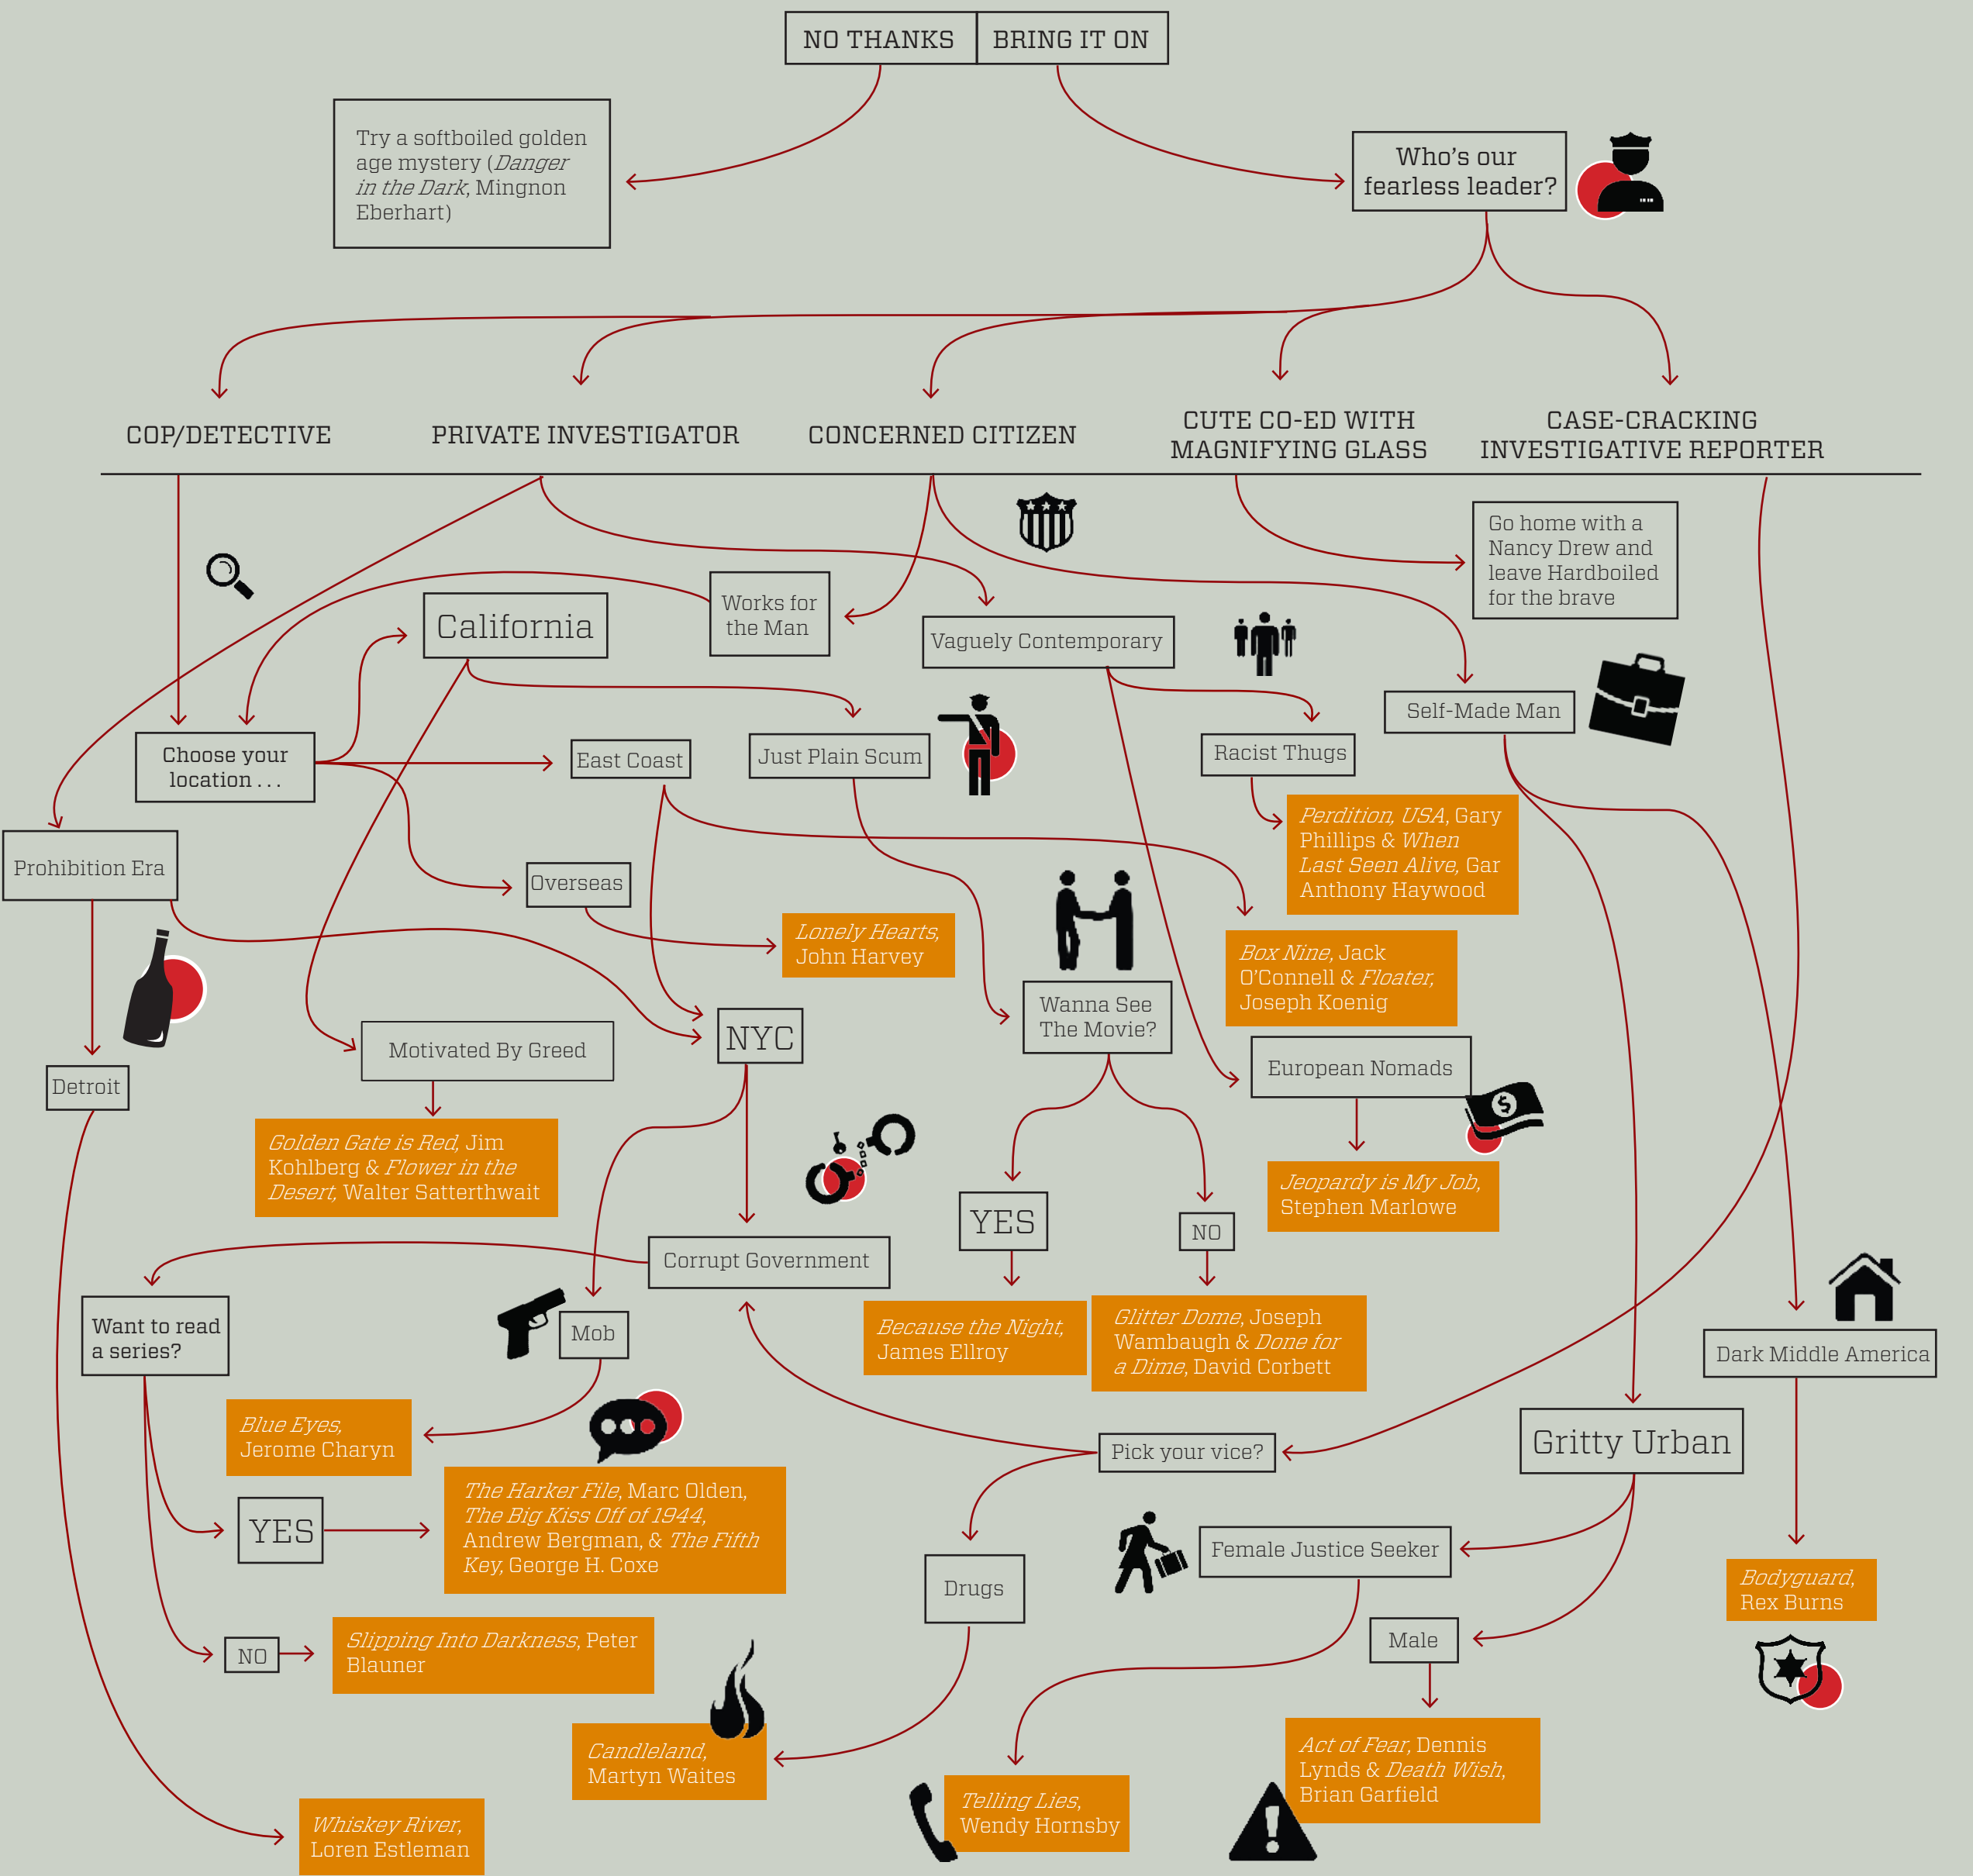 NO THANKS
BRING IT ON
Try a softboiled golden
age mystery (Danger
in the Dark, Mingnon
Eberhart)
Who's our
fearless leader?
COP/DETECTIVE
PRIVATE INVESTIGATOR
CONCERNED CITIZEN
CUTE CO-ED WITH
MAGNIFYING GLASS
CASE-CRACKING
INVESTIGATIVE REPORTER
Go home with a
Nancy Drew and
leave Hardboiled
for the brave
Works for
the Man
California
Vaguely Contemporary
Self-Made Man
Choose your
location . . .
East Coast
Just Plain Scum
Racist Thugs
Perdition, USA, Gary
Phillips & When
Last Seen Alive, Gar
Anthony Haywood
Prohibition Era
Overseas
Lonely Hearts,
John Harvey
Box Nine, Jack
O'Connell & Floater,
Joseph Koenig
Wanna See
The Movie?
NYC
Motivated By Greed
European Nomads
$
Detroit
Golden Gate is Red, Jim
Kohlberg & Flower in the
Desert, Walter Satterthwait
Jeopardy is My Job,
Stephen Marlowe
YES
NO
Corrupt Government
Want to read
a series?
Mob
Because the Night,
James Ellroy
Glitter Dome, Joseph
Wambaugh & Done for
a Dime, David Corbett
Dark Middle America
Blue Eyes,
Jerome Charyn
Pick your vice?
Gritty Urban
The Harker File, Marc Olden,
The Big Kiss Off of 1944,
Andrew Bergman, & The Fifth
Key, George H. Coxe
YES
Female Justice Seeker
Drugs
Bodyguard,
Rex Burns
Slipping Into Darkness, Peter
Blauner
NO
Male
Candleland,
Martyn Waites
Act of Fear, Dennis
Lynds & Death Wish,
Brian Garfield
Telling Lies,
Wendy Hornsby
Whiskey River,
Loren Estleman